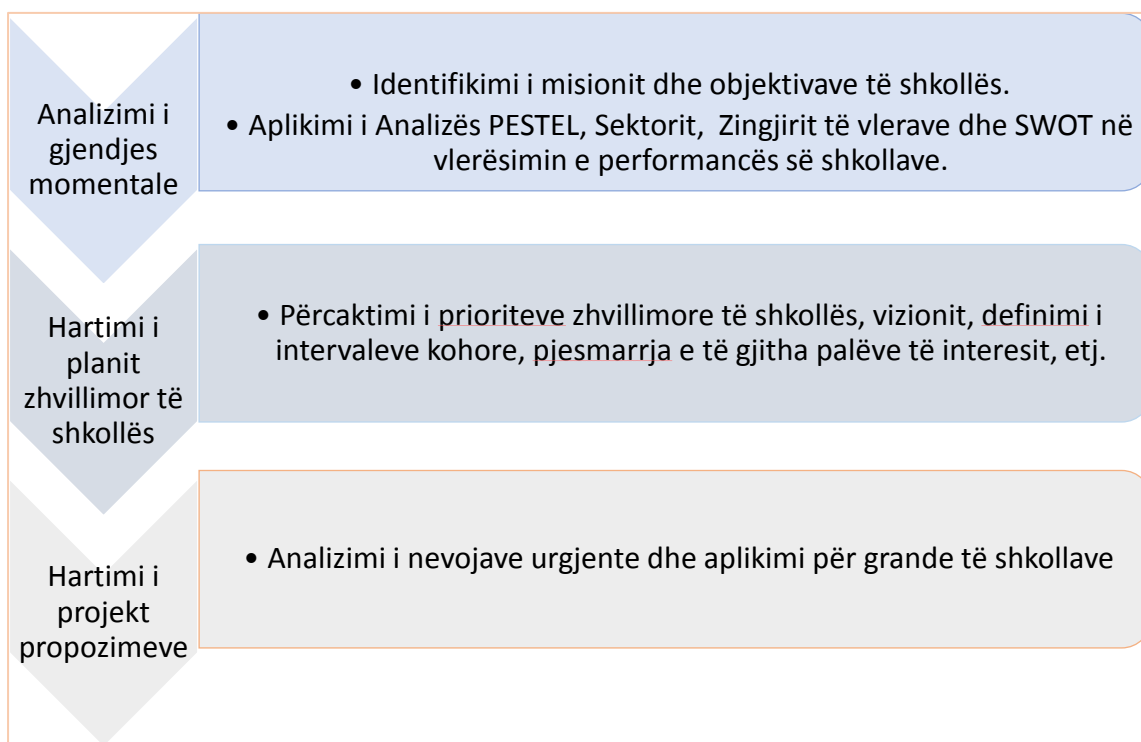 Analizimi i
gjendjes
momentale
• Identifikimi i misionit dhe objektivave të shkollës.
• Aplikimi i Analizës PESTEL, Sektorit, Zingjirit të vlerave dhe SWOT në
vlerësimin e performancës së shkollave.
Hartimi i
planit
zhvillimor të
shkollës
• Përcaktimi i prioriteve zhvillimore të shkollës, vizionit, definimi i
intervaleve kohore, pjesmarrja e të gjitha palëve të interesit, etj.
Hartimi i
projekt
propozimeve
• Analizimi i nevojave urgjente dhe aplikimi për grande të shkollave